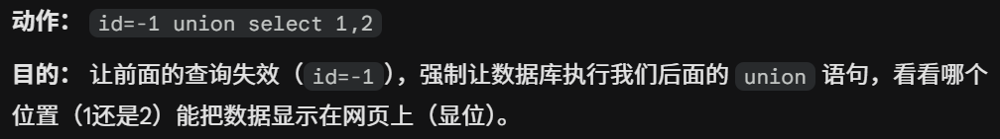 动作： id=-1 union select 1,2
目的： 让前面的查询失效（id=-1），强制让数据库执行我们后面的 union 语句，看看哪个
位置（1还是2）能把数据显示在网页上（显位）。